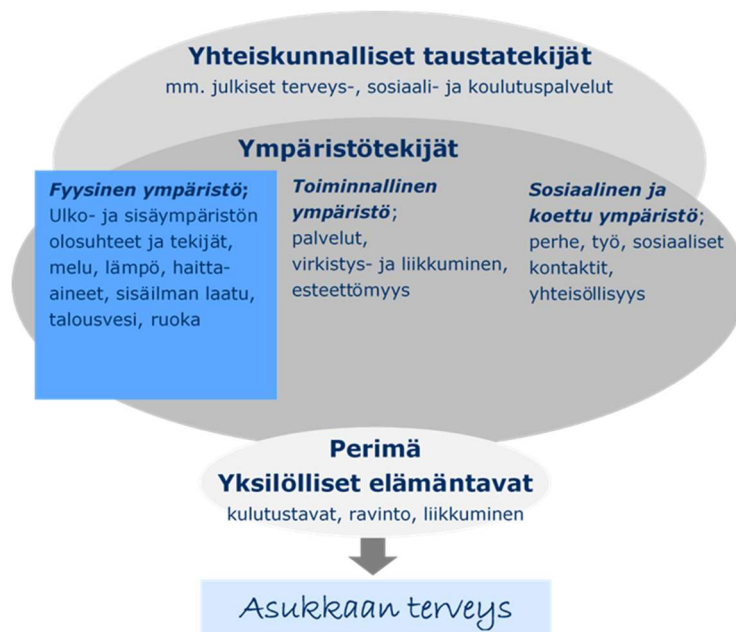 Yhteiskunnalliset taustatekijät
mm. julkiset terveys-, sosiaali- ja koulutuspalvelut
Ympäristötekijät
Fyysinen ympäristö;
Ulko- ja sisäympäristön
olosuhteet ja tekijät,
melu, lämpö, haitta-
aineet, sisäilman laatu,
talousvesi, ruoka
Toiminnallinen
ympäristö;
palvelut,
virkistys- ja liikkuminen,
esteettömyys
Sosiaalinen ja
koettu ympäristö;
perhe, työ, sosiaaliset
kontaktit,
yhteisöllisyys
Perimä
Yksilölliset elämäntavat
kulutustavat, ravinto, liikkuminen
Asukkaan terveys